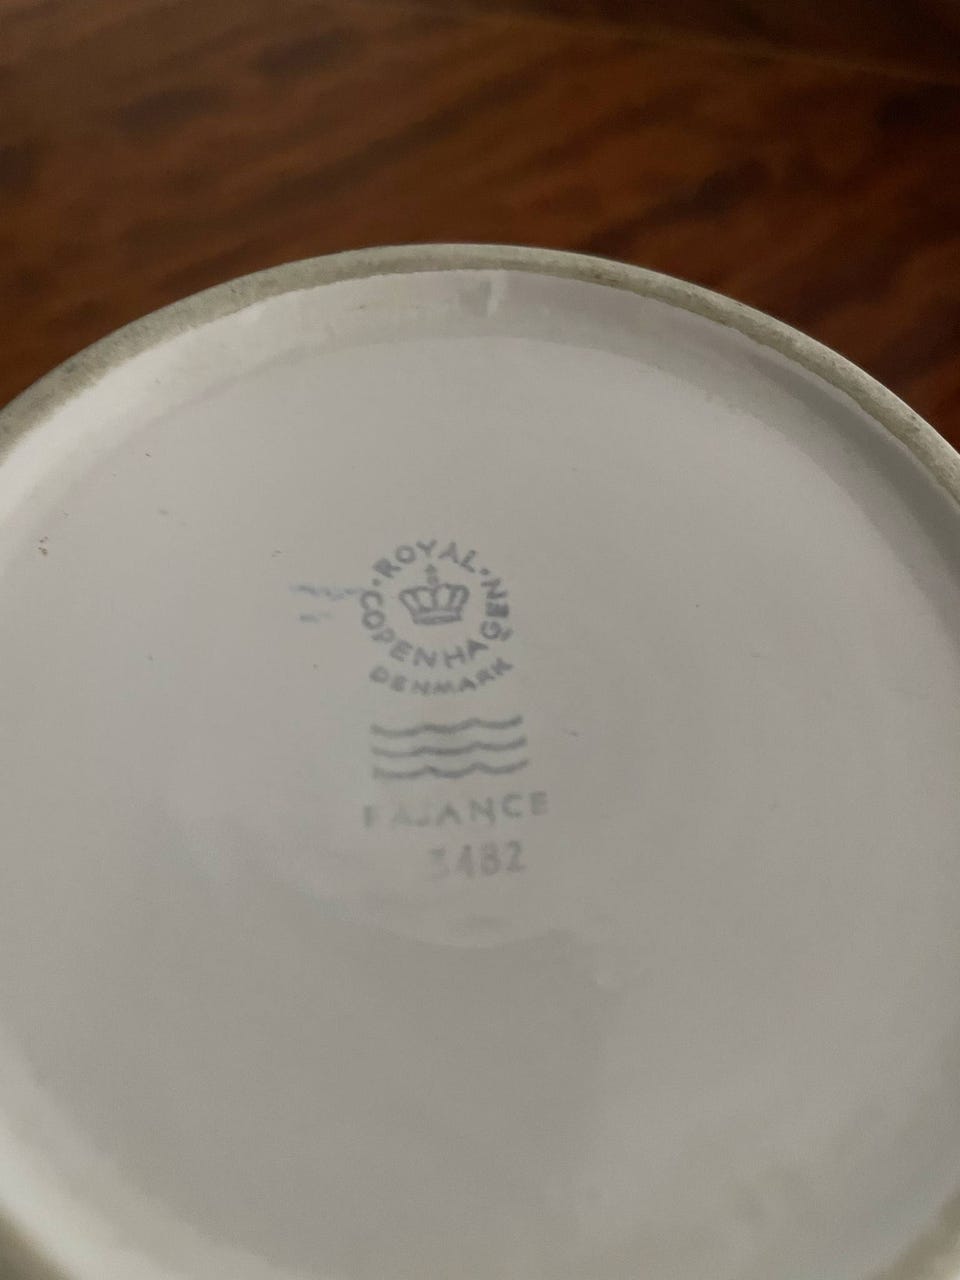 ROYAL
COPENHAGEN
DENMARK
FAJANCE
3482